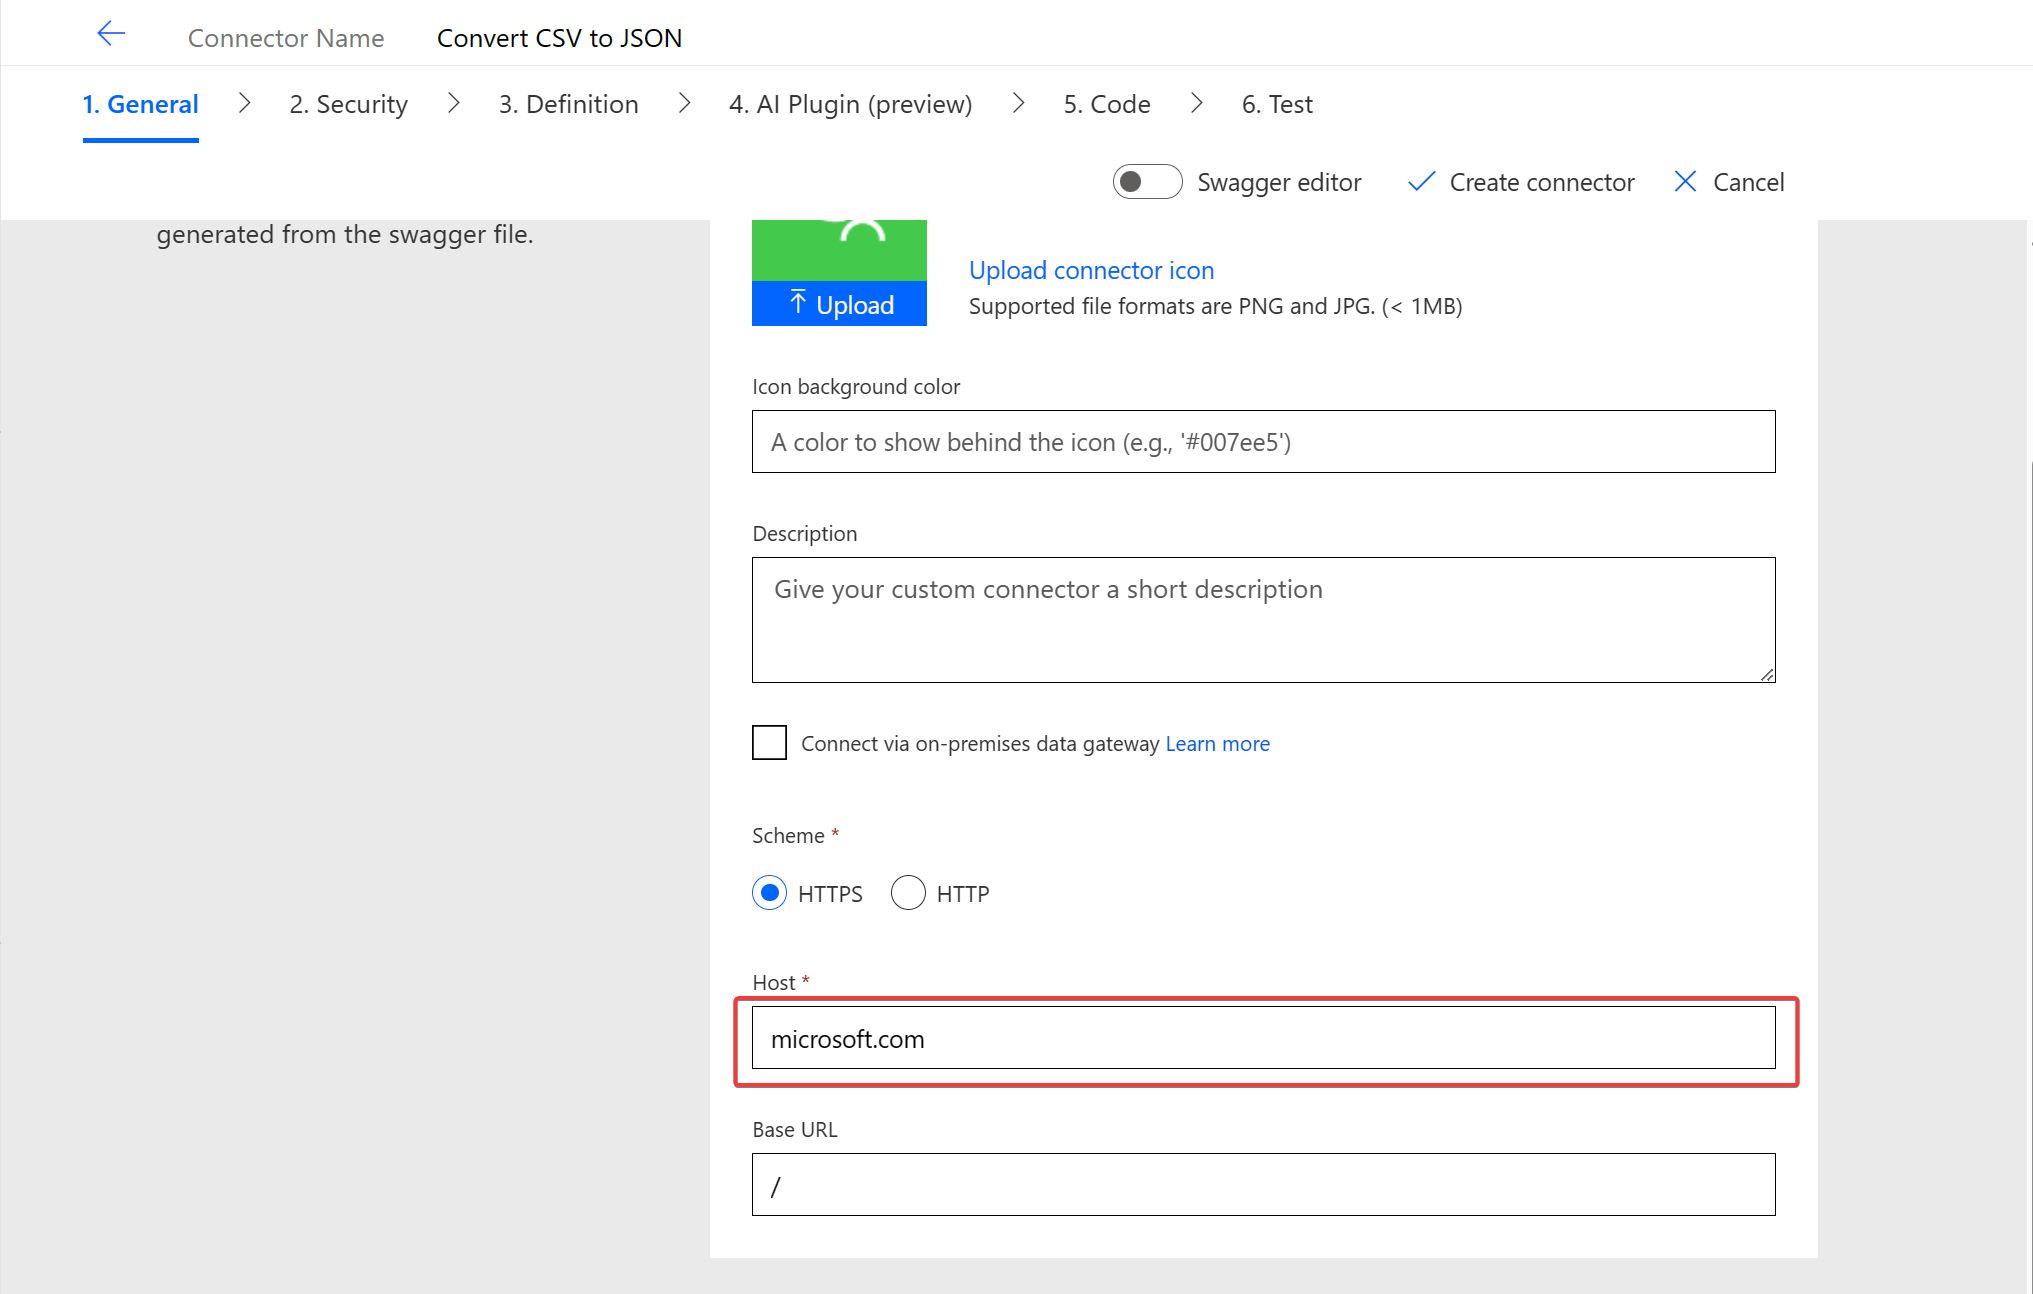 Connector Name Convert CSV to JSON
1. General 2. Security 3. Definition 4. AI Plugin (preview) 5. Code 6. Test
Swagger editor Create connector Cancel
generated from the swagger file.
Upload connector icon
Upload
Supported file formats are PNG and JPG. (< 1MB)
Icon background color
A color to show behind the icon (e.g., '#007ee5')
Description
Give your custom connector a short description
Connect via on-premises data gateway Learn more
Scheme *
HTTPS HTTP
Host *
microsoft.com
Base URL
/